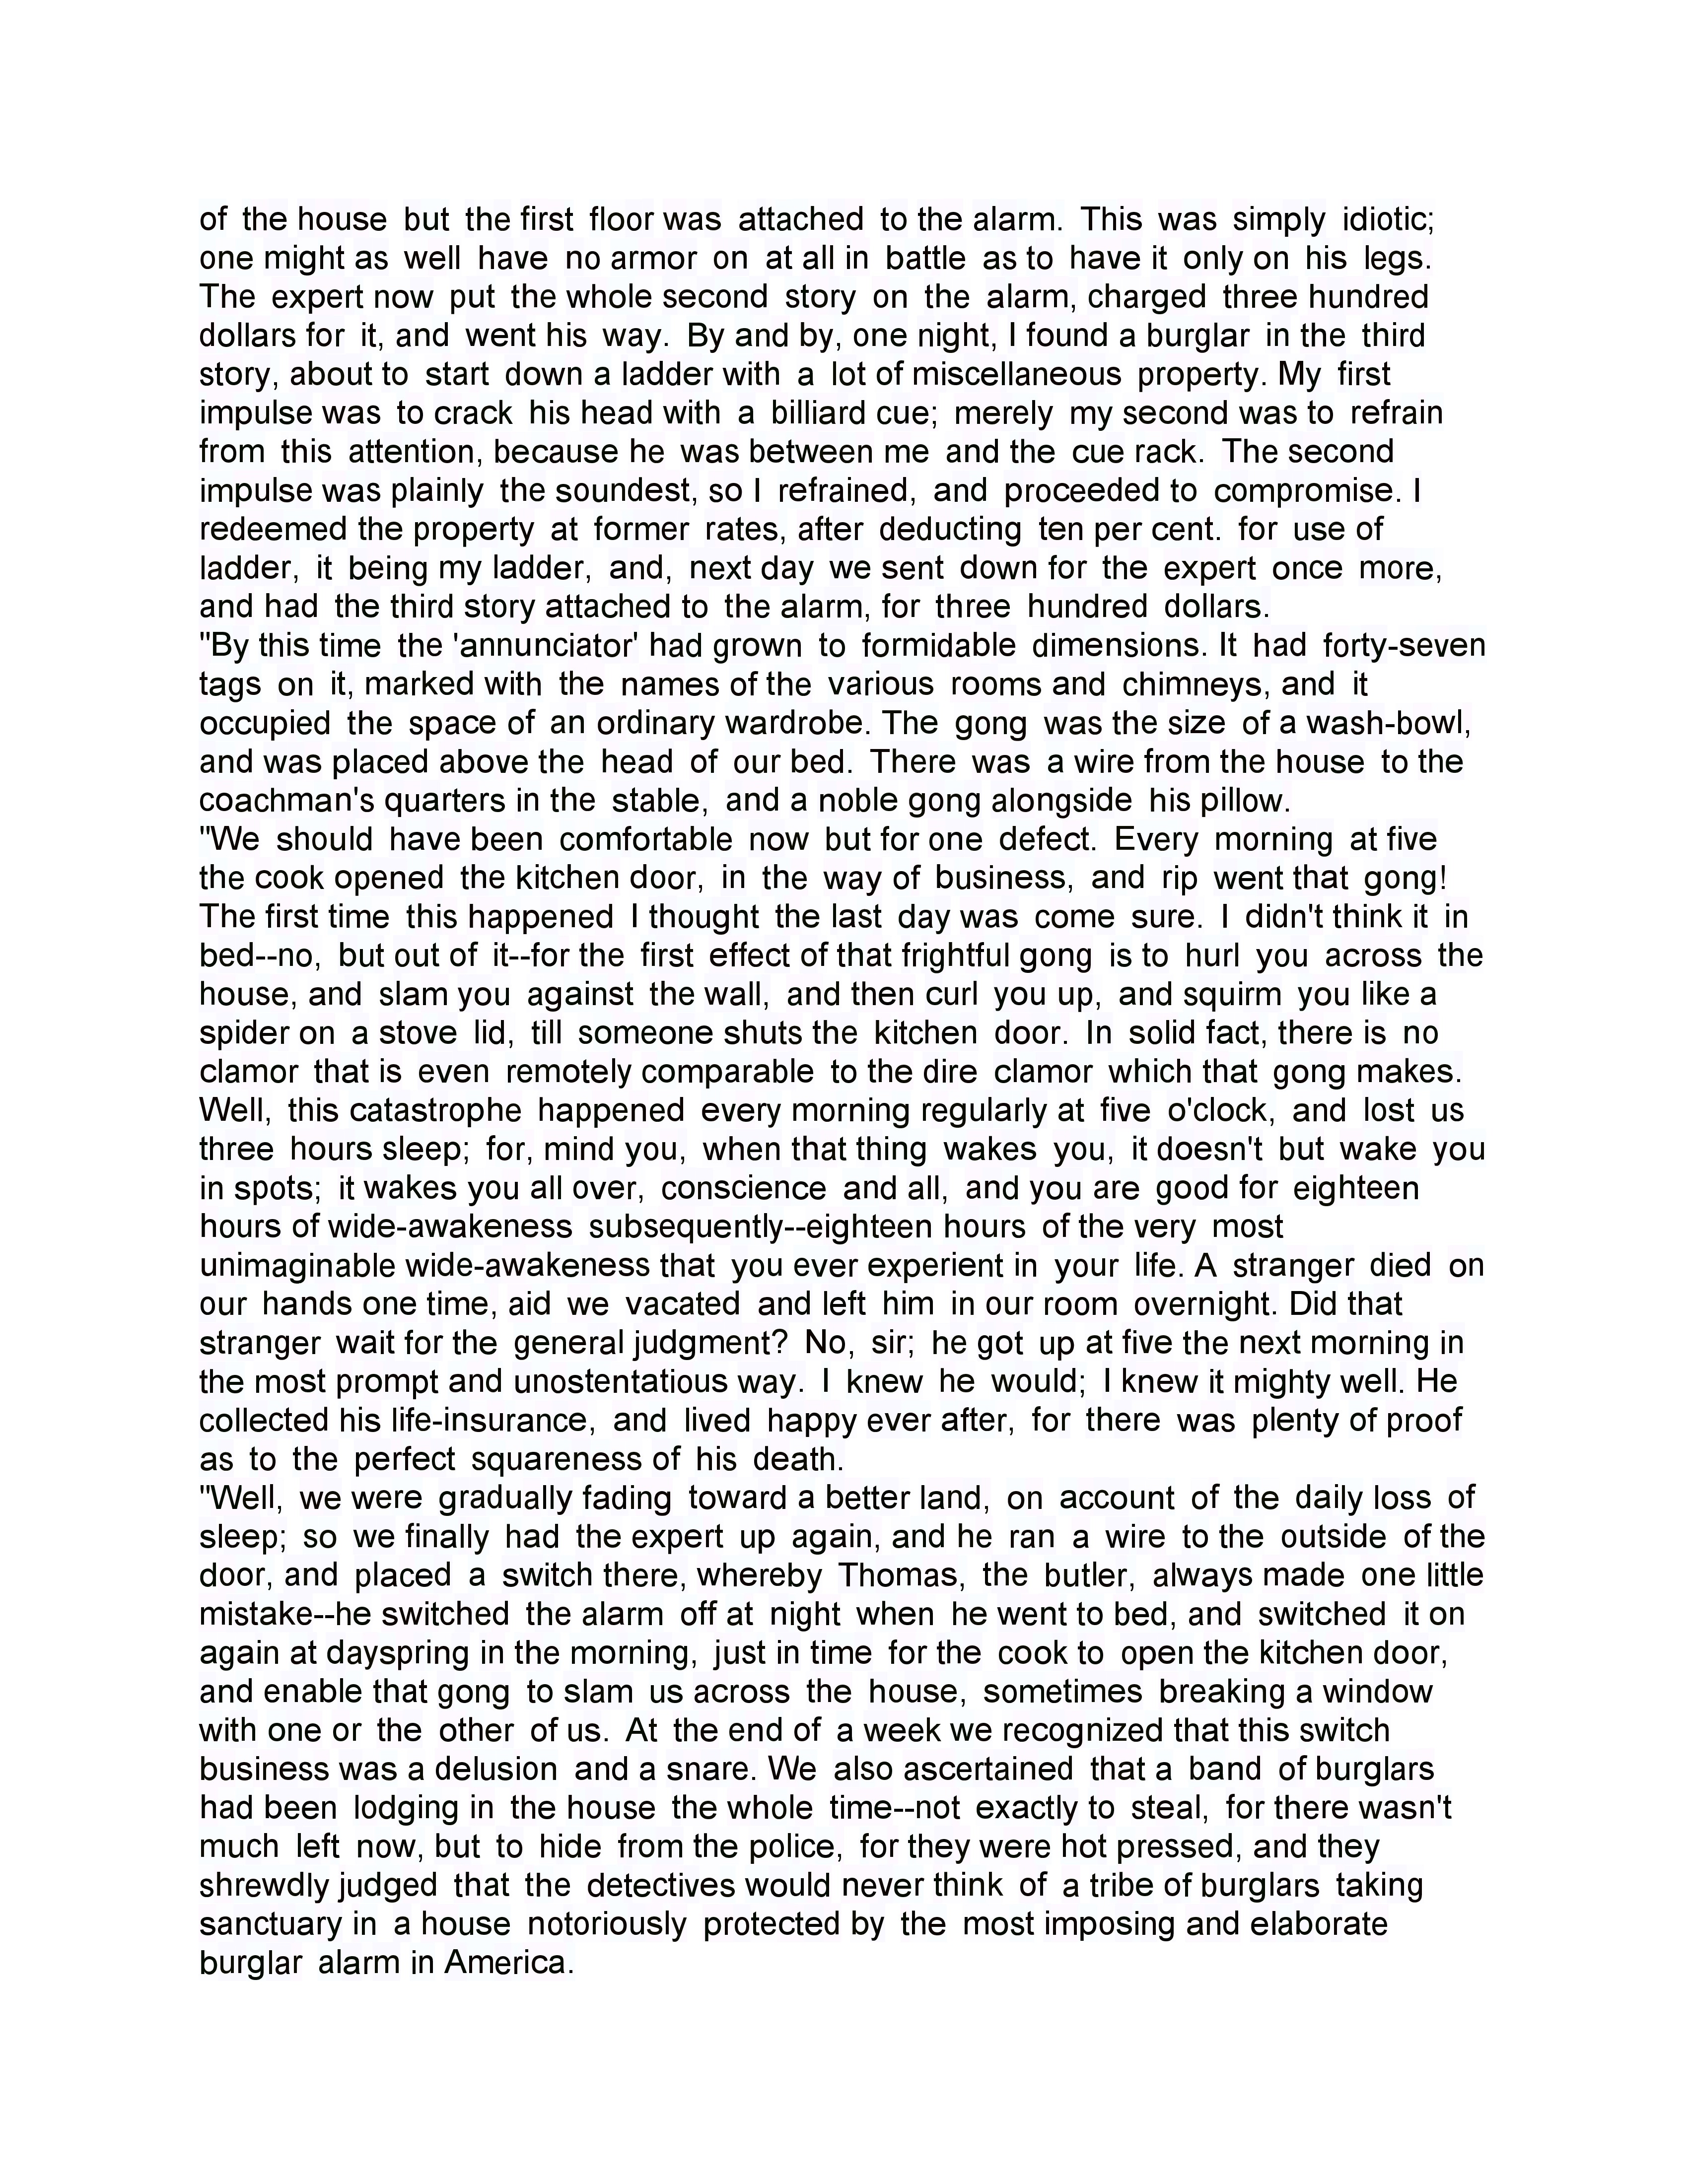 of the house but the first floor was attached to the alarm. This was simply idiotic;
one might as well have no armor on at all in battle as to have it only on his legs.
The expert now put the whole second story on the alarm, charged three hundred
dollars for it, and went his way. By and by, one night, I found a burglar in the third
story, about to start down a ladder with a lot of miscellaneous property. My first
impulse was to crack his head with a billiard cue; merely my second was to refrain
from this attention, because he was between me and the cue rack. The second
impulse was plainly the soundest, so I refrained, and proceeded to compromise. I
redeemed the property at former rates, after deducting ten per cent. for use of
ladder, it being my ladder, and, next day we sent down for the expert once more,
and had the third story attached to the alarm, for three hundred dollars.
"By this time the 'annunciator' had grown to formidable dimensions. It had forty-seven
tags on it, marked with the names of the various rooms and chimneys, and it
occupied the space of an ordinary wardrobe. The gong was the size of a wash-bowl,
and was placed above the head of our bed. There was a wire from the house to the
coachman's quarters in the stable, and a noble gong alongside his pillow.
"We should have been comfortable now but for one defect. Every morning at five
the cook opened the kitchen door, in the way of business, and rip went that gong!
The first time this happened I thought the last day was come sure. I didn't think it in
bed--no, but out of it--for the first effect of that frightful gong is to hurl you across the
house, and slam you against the wall, and then curl you up, and squirm you like a
spider on a stove lid, till someone shuts the kitchen door. In solid fact, there is no
clamor that is even remotely comparable to the dire clamor which that gong makes.
Well, this catastrophe happened every morning regularly at five o'clock, and lost us
three hours sleep; for, mind you, when that thing wakes you, it doesn't but wake you
in spots; it wakes you all over, conscience and all, and you are good for eighteen
hours of wide-awakeness subsequently--eighteen hours of the very most
unimaginable wide-awakeness that you ever experient in your life. A stranger died on
our hands one time, aid we vacated and left him in our room overnight. Did that
stranger wait for the general judgment? No, sir; he got up at five the next morning in
the most prompt and unostentatious way. I knew he would; I knew it mighty well. He
collected his life-insurance, and lived happy ever after, for there was plenty of proof
as to the perfect squareness of his death.
"Well, we were gradually fading toward a better land, on account of the daily loss of
sleep; so we finally had the expert up again, and he ran a wire to the outside of the
door, and placed a switch there, whereby Thomas, the butler, always made one little
mistake--he switched the alarm off at night when he went to bed, and switched it on
again at dayspring in the morning, just in time for the cook to open the kitchen door,
and enable that gong to slam us across the house, sometimes breaking a window
with one or the other of us. At the end of a week we recognized that this switch
business was a delusion and a snare. We also ascertained that a band of burglars
had been lodging in the house the whole time--not exactly to steal, for there wasn't
much left now, but to hide from the police, for they were hot pressed, and they
shrewdly judged that the detectives would never think of a tribe of burglars taking
sanctuary in a house notoriously protected by the most imposing and elaborate
burglar alarm in America.